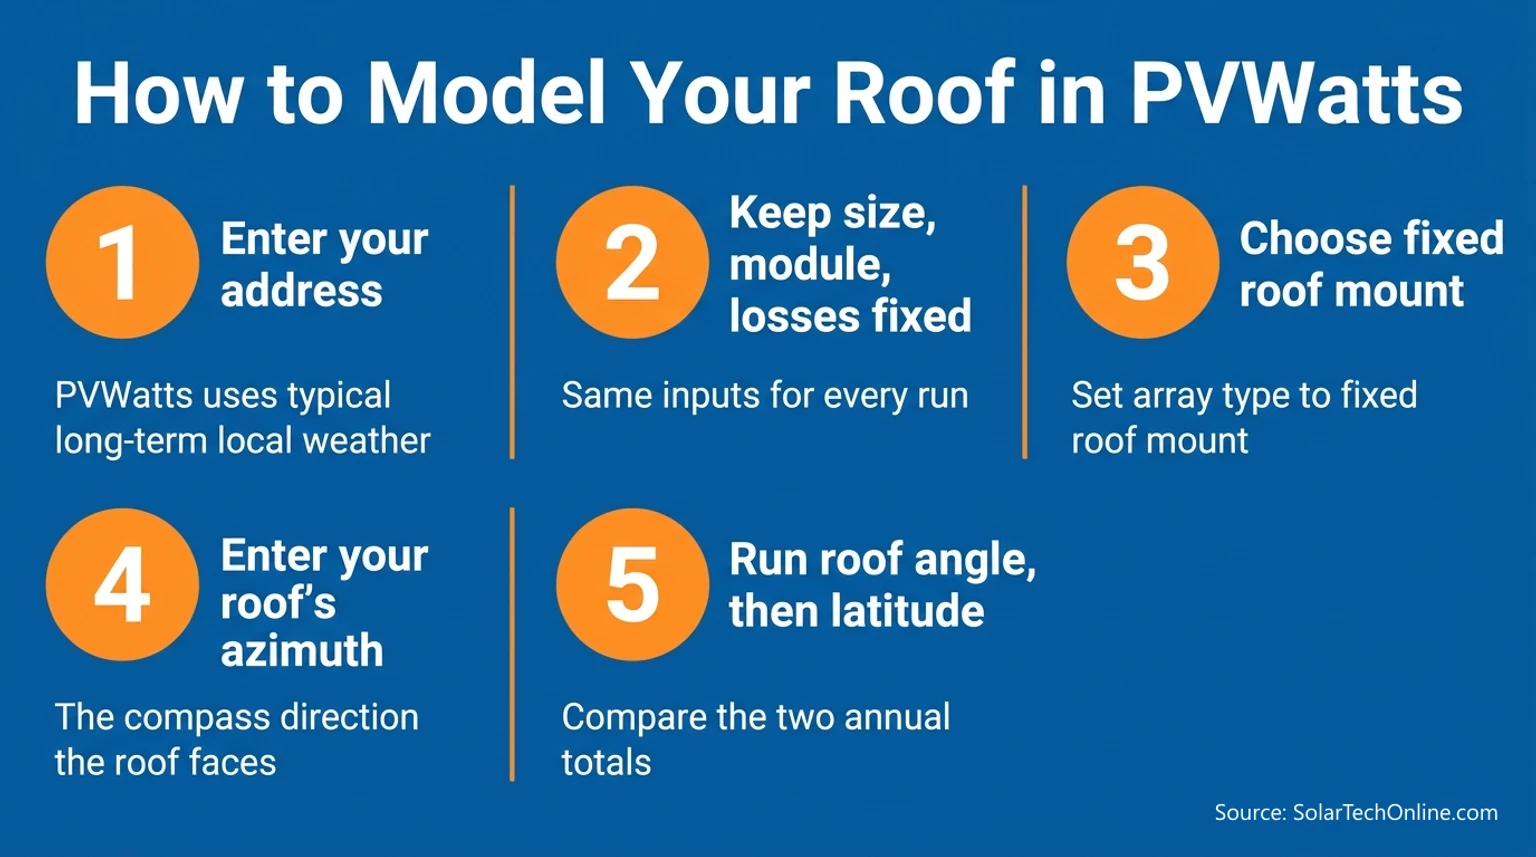 How to Model Your Roof in PVWatts
1
Enter your
address
PVWatts uses typical
long-term local weather
2
Keep size,
module,
losses fixed
Same inputs for every run
3
Choose fixed
roof mount
Set array type to fixed
roof mount
4
Enter your
roof’s
azimuth
The compass direction
the roof faces
5
Run roof angle,
then latitude
Compare the two annual
totals
Source: SolarTechOnline.com